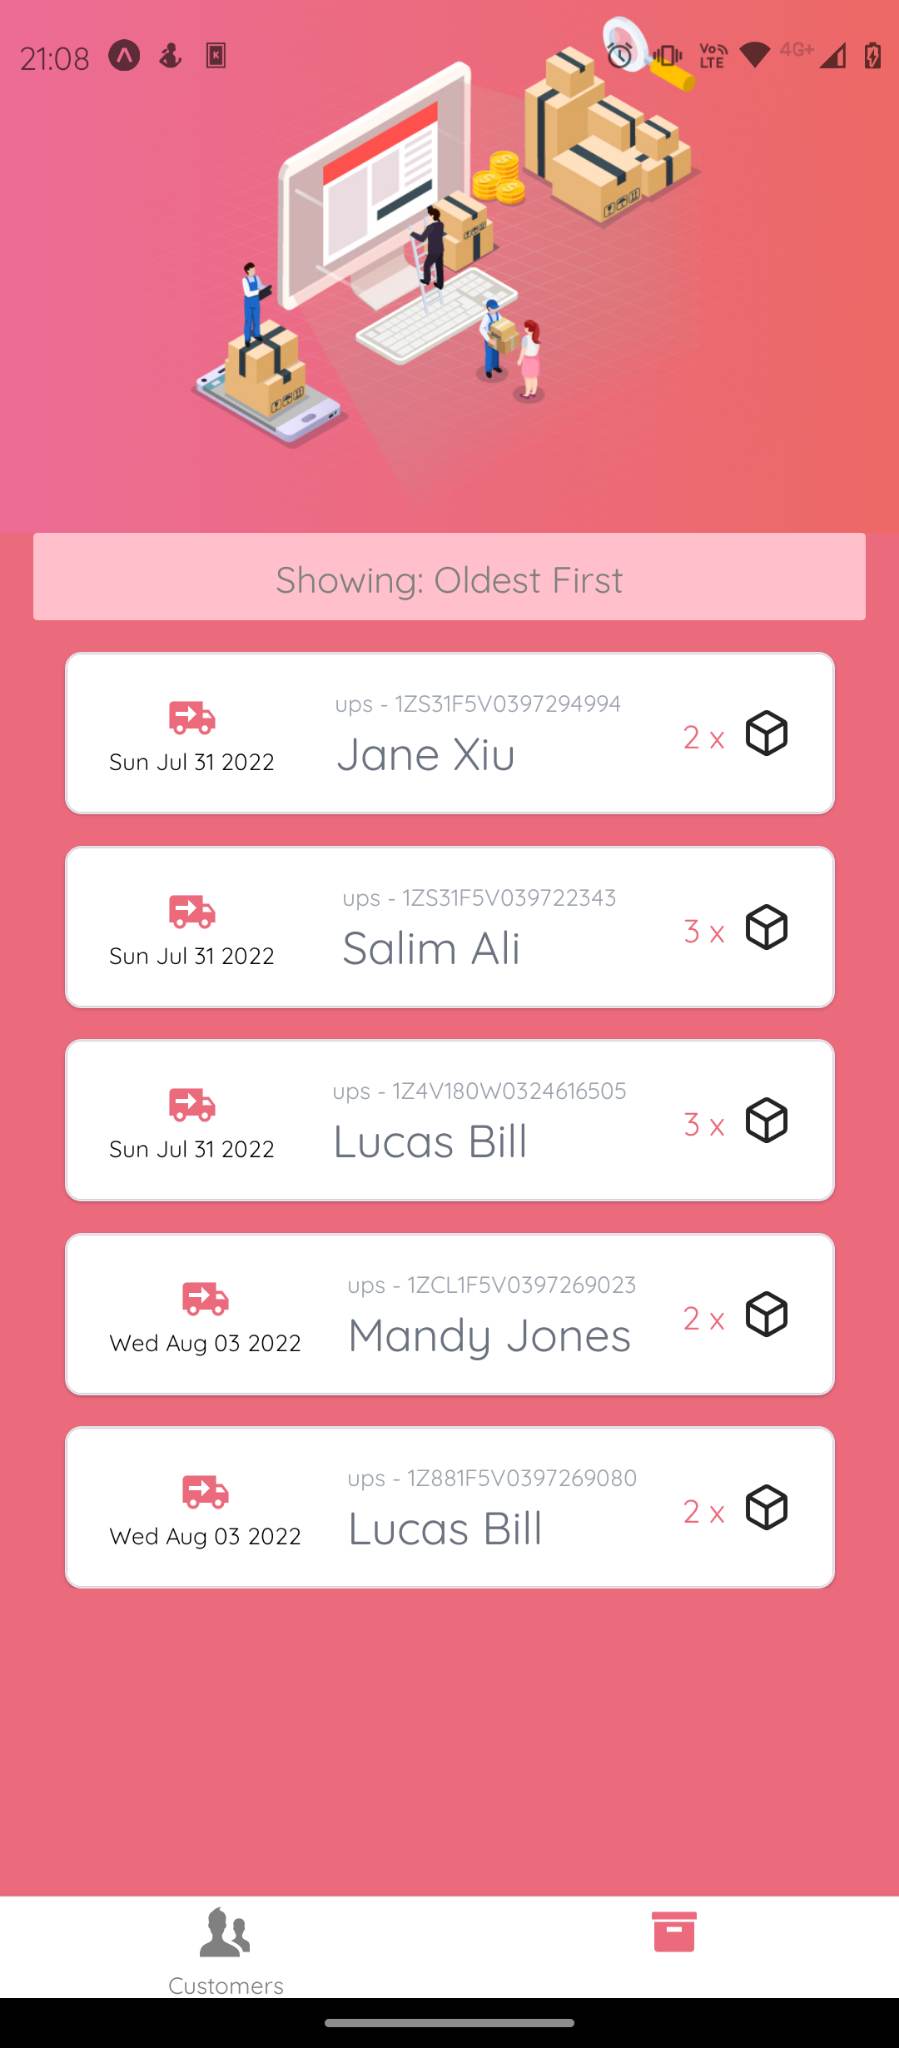 21:08
Vo LTE 4G+
Showing: Oldest First
ups - 1ZS31F5V0397294994
Jane Xiu
Sun Jul 31 2022
2 x
ups - 1ZS31F5V039722343
Salim Ali
Sun Jul 31 2022
3 x
ups - 1Z4V180W0324616505
Lucas Bill
Sun Jul 31 2022
3 x
ups - 1ZCL1F5V0397269023
Mandy Jones
Wed Aug 03 2022
2 x
ups - 1Z881F5V0397269080
Lucas Bill
Wed Aug 03 2022
2 x
Customers